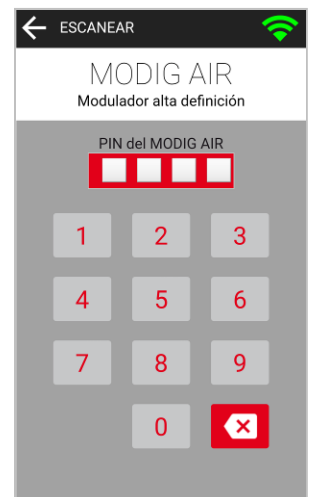 ESCANEAR
MODIG AIR
Modulador alta definición
PIN del MODIG AIR
1 2 3
4 5 6
7 8 9
0